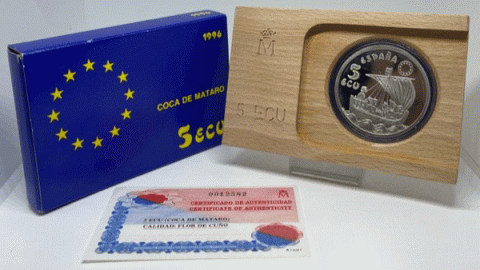 1996
COCA DE MATARO
5 ECU
M
5 ECU
ESPAÑA
5
ECU
0013582
CERTIFICADO DE AUTENTICIDAD
CERTIFICATE OF AUTHENTICITY
5 ECU (COCA DE MATARO)
CALIDAD: FLOR DE CUÑO